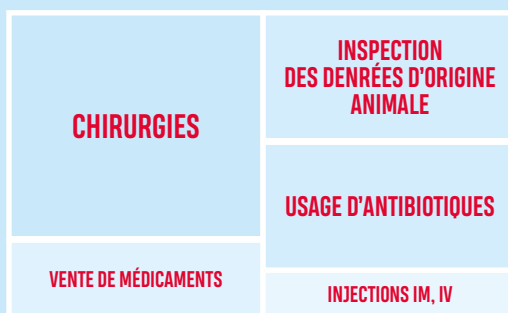 CHIRURGIES
INSPECTION
DES DENRÉES D'ORIGINE
ANIMALE
USAGE D'ANTIBIOTIQUES
VENTE DE MÉDICAMENTS
INJECTIONS IM, IV